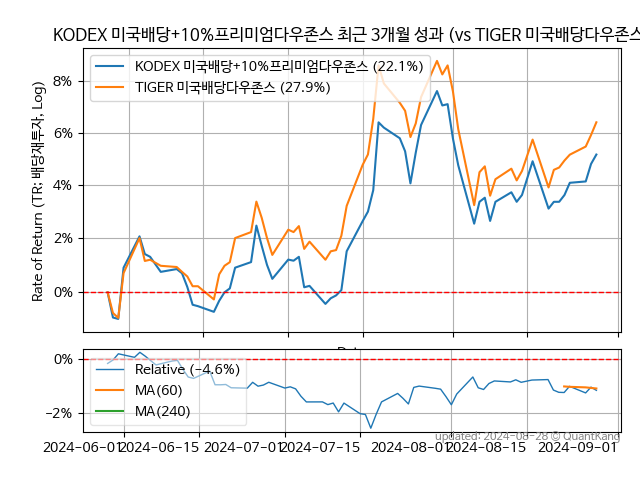 KODEX 미국배당+10%프리미엄다우존스 최근 3개월 성과 (vs TIGER 미국배당다우존스
KODEX 미국배당+10%프리미엄다우존스 (22.1%)
TIGER 미국배당다우존스 (27.9%)
Rate of Return (TR: 배당재투자, Log)
8%
6%
4%
2%
0%
0%
−2%
Relative (−4.6%)
MA(60)
MA(240)
updated: 2024-08-28 © QuantKang
2024-06-01
2024-06-15
2024-07-01
2024-07-15
2024-08-01
2024-08-15
2024-09-01